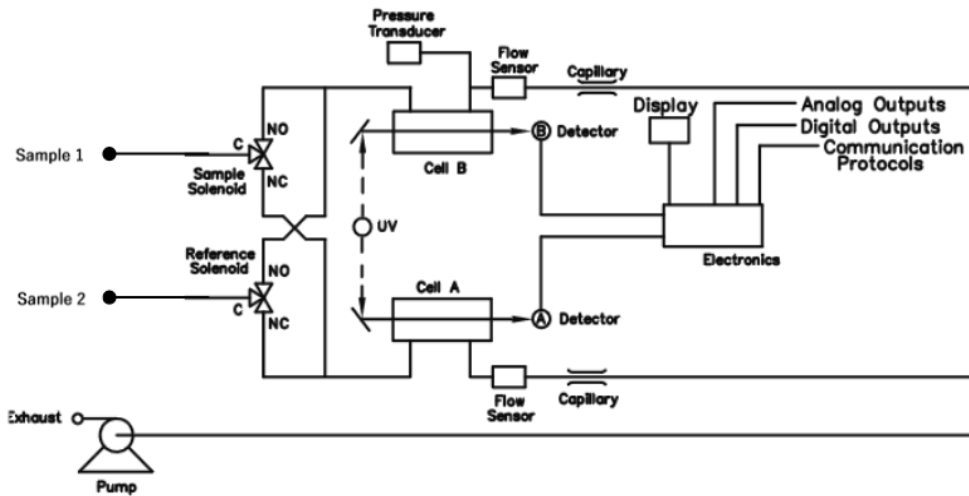 Pressure
Transducer
Flow
Sensor
Capillary
Display
Analog Outputs
Digital Outputs
Communication
Protocols
NO
C
Sample 1
Sample
Solenoid
NC
B
Detector
Cell B
UV
Reference
Solenoid
NO
Electronics
Sample 2
C
NC
Cell A
A
Detector
Flow
Sensor
Capillary
Exhaust
Pump